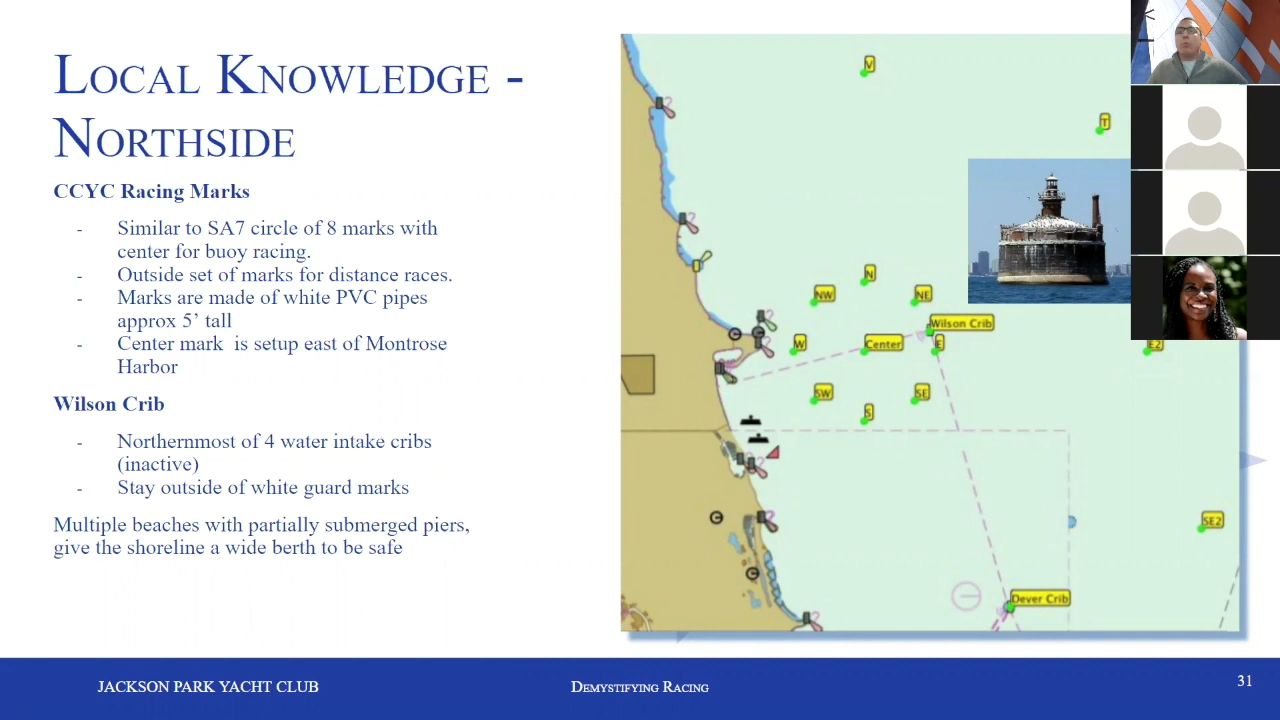 Local Knowledge -
Northside
CCYC Racing Marks
- Similar to SA7 circle of 8 marks with
center for buoy racing.
- Outside set of marks for distance races.
- Marks are made of white PVC pipes
approx 5’ tall
- Center mark is setup east of Montrose
Harbor
Wilson Crib
- Northernmost of 4 water intake cribs
(inactive)
- Stay outside of white guard marks
Multiple beaches with partially submerged piers,
give the shoreline a wide berth to be safe
V
T
N
NW
NE
Wilson Crib
W
Center
E
E2
SW
SE
S
SE2
Dever Crib
JACKSON PARK YACHT CLUB
Demystifying Racing
31